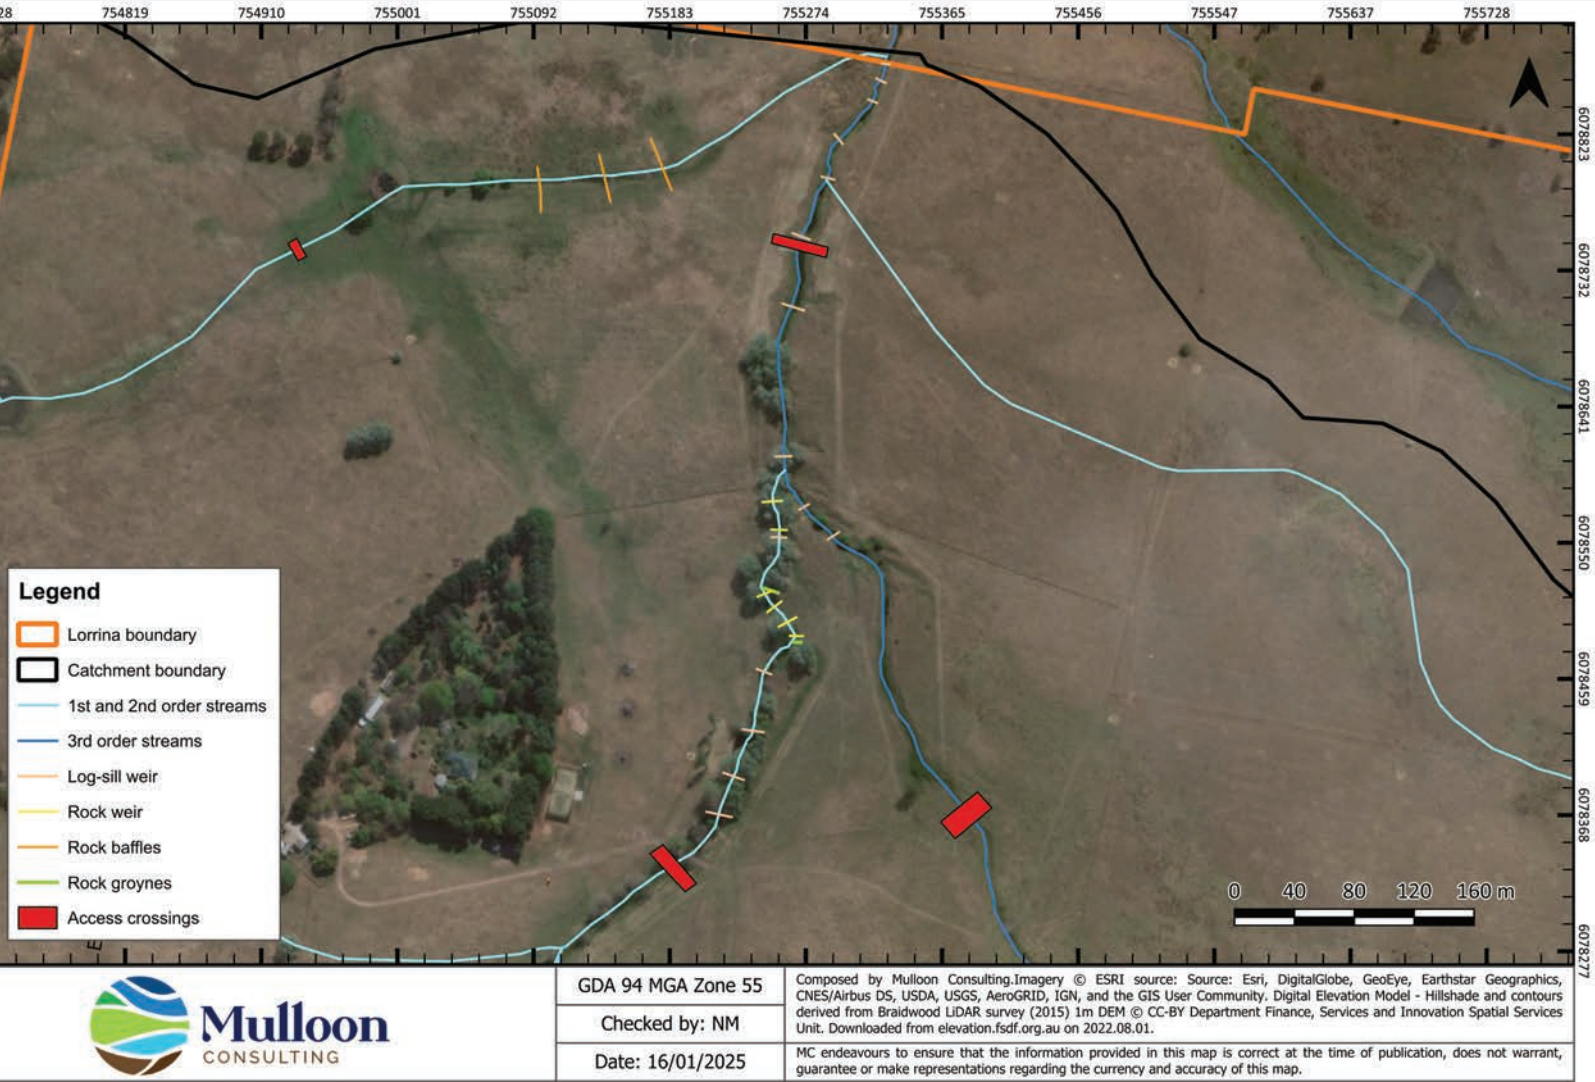 28 754819 754910 755001 755092 755183 755274 755365 755456 755547 755637 755728
6078823
6078732
6078641
6078550
6078459
6078368
6078277
Legend
Lorrina boundary
Catchment boundary
1st and 2nd order streams
3rd order streams
Log-sill weir
Rock weir
Rock baffles
Rock groynes
Access crossings
E
0 40 80 120 160 m
Mulloon
CONSULTING
GDA 94 MGA Zone 55
Checked by: NM
Date: 16/01/2025
Composed by Mulloon Consulting.Imagery © ESRI source: Source: Esri, DigitalGlobe, GeoEye, Earthstar Geographics,
CNES/Airbus DS, USDA, USGS, AeroGRID, IGN, and the GIS User Community. Digital Elevation Model - Hillshade and contours
derived from Braidwood LiDAR survey (2015) 1m DEM © CC-BY Department Finance, Services and Innovation Spatial Services
Unit. Downloaded from elevation.fsdf.org.au on 2022.08.01.
MC endeavours to ensure that the information provided in this map is correct at the time of publication, does not warrant,
guarantee or make representations regarding the currency and accuracy of this map.